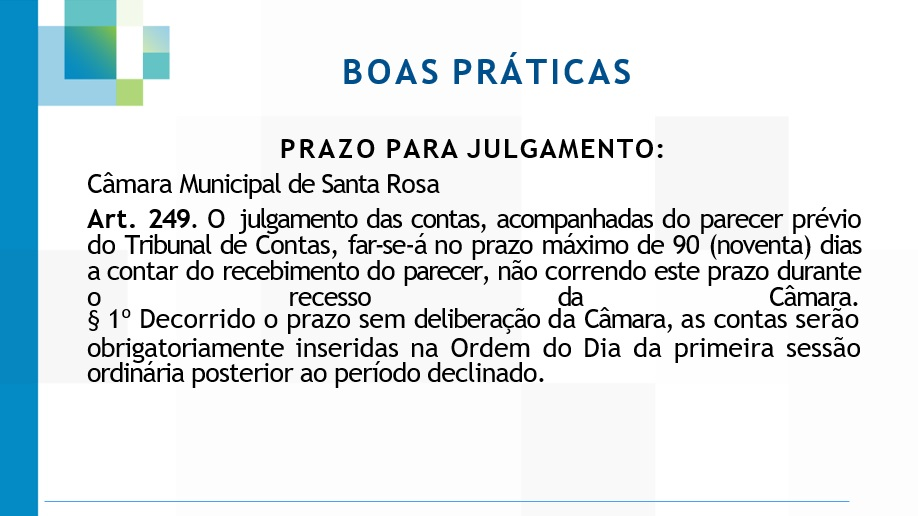 BOAS PRÁTICAS
PRAZO PARA JULGAMENTO:
Câmara Municipal de Santa Rosa
Art. 249. O julgamento das contas, acompanhadas do parecer prévio
do Tribunal de Contas, far-se-á no prazo máximo de 90 (noventa) dias
a contar do recebimento do parecer, não correndo este prazo durante
o recesso da Câmara.
§ 1º Decorrido o prazo sem deliberação da Câmara, as contas serão
obrigatoriamente inseridas na Ordem do Dia da primeira sessão
ordinária posterior ao período declinado.